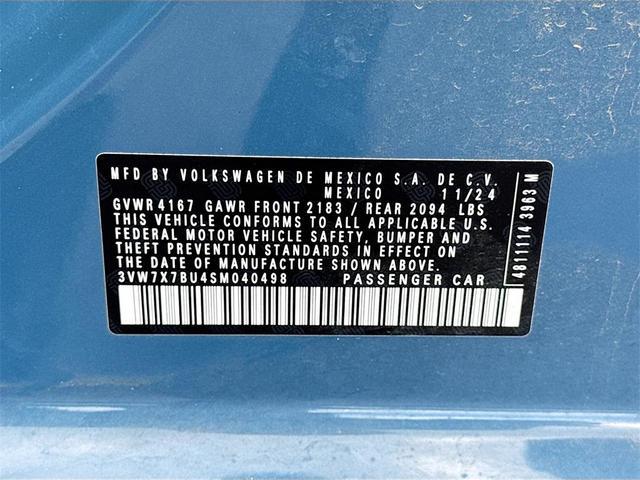 MFD BY VOLKSWAGEN DE MEXICO S.A. DE C.V.
MEXICO 11/24
GVWR 4167 GAWR FRONT 2183 / REAR 2094 LBS
THIS VEHICLE CONFORMS TO ALL APPLICABLE U.S.
FEDERAL MOTOR VEHICLE SAFETY, BUMPER AND
THEFT PREVENTION STANDARDS IN EFFECT ON THE
DATE OF MANUFACTURE SHOWN ABOVE.
3VW7X7BU4SM040498 PASSENGER CAR
4811114 3963 M